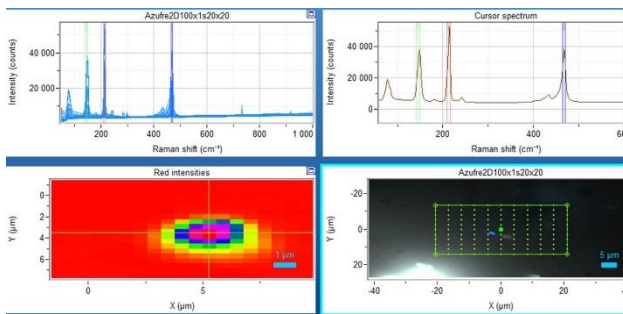 Azufre2D100x1s20x20
Intensity (counts)
40 000
20 000
200
400
600
800
1 000
Raman shift (cm⁻¹)
Cursor spectrum
Intensity (counts)
40 000
20 000
0
200
400
600
Raman shift (cm⁻¹)
Red intensities
Y (µm)
0
2
4
6
0
5
1 µm
X (µm)
Azufre2D100x1s20x20
Y (µm)
-20
-10
0
10
20
-40
-20
0
20
40
5 µm
X (µm)